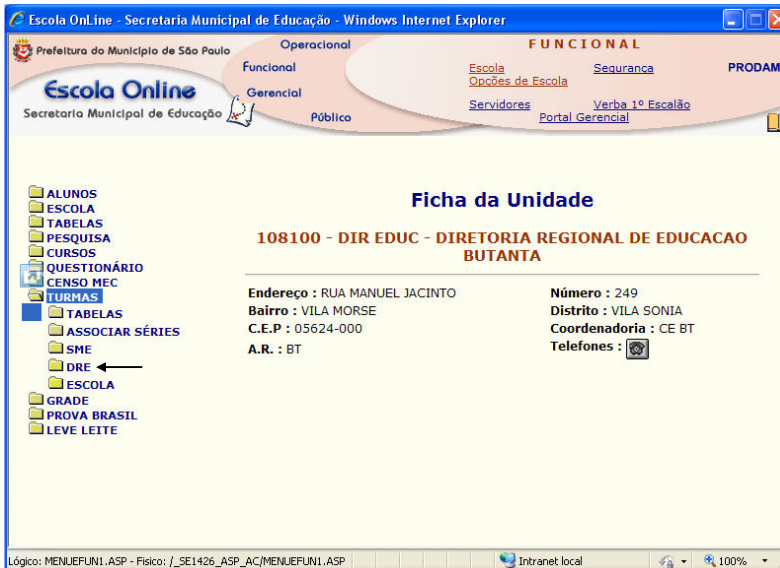 Escola OnLine - Secretaria Municipal de Educação - Windows Internet Explorer
Prefeitura do Município de São Paulo
Escola Online
Secretaria Municipal de Educação
Operacional
Funcional
Gerencial
Público
FUNCIONAL
Escola Segurança
Opções de Escola
Servidores Verba 1º Escalão
Portal Gerencial
PRODAM
ALUNOS
ESCOLA
TABELAS
PESQUISA
CURSOS
QUESTIONÁRIO
CENSO MEC
TURMAS
TABELAS
ASSOCIAR SÉRIES
SME
DRE
ESCOLA
GRADE
PROVA BRASIL
LEVE LEITE
Ficha da Unidade
108100 - DIR EDUC - DIRETORIA REGIONAL DE EDUCACAO
BUTANTA
Endereço : RUA MANUEL JACINTO Número : 249
Bairro : VILA MORSE Distrito : VILA SONIA
C.E.P : 05624-000 Coordenadoria : CE BT
A.R. : BT Telefones :
Lógico: MENUEFUN1.ASP - Fisico: /_SE1426_ASP_AC/MENUEFUN1.ASP Intranet local 100%